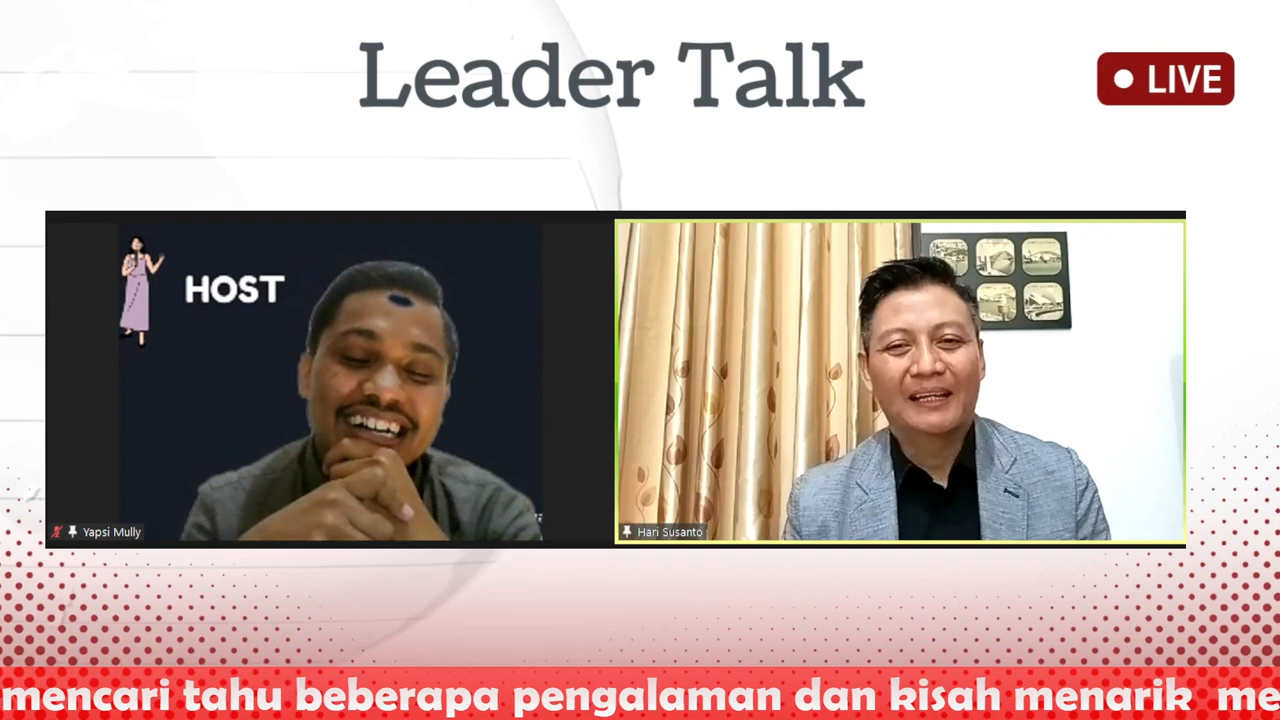 Leader Talk
LIVE
HOST
Yapsi Mully
Hari Susanto
mencari tahu beberapa pengalaman dan kisah menarik me